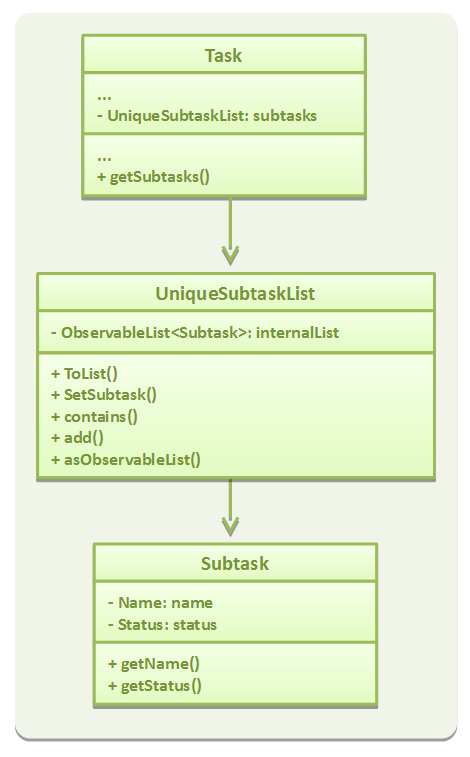 Task
...
- UniqueSubtaskList: subtasks
...
+ getSubtasks()
UniqueSubtaskList
- ObservableList<Subtask>: internalList
+ ToList()
+ SetSubtask()
+ contains()
+ add()
+ asObservableList()
Subtask
- Name: name
- Status: status
+ getName()
+ getStatus()